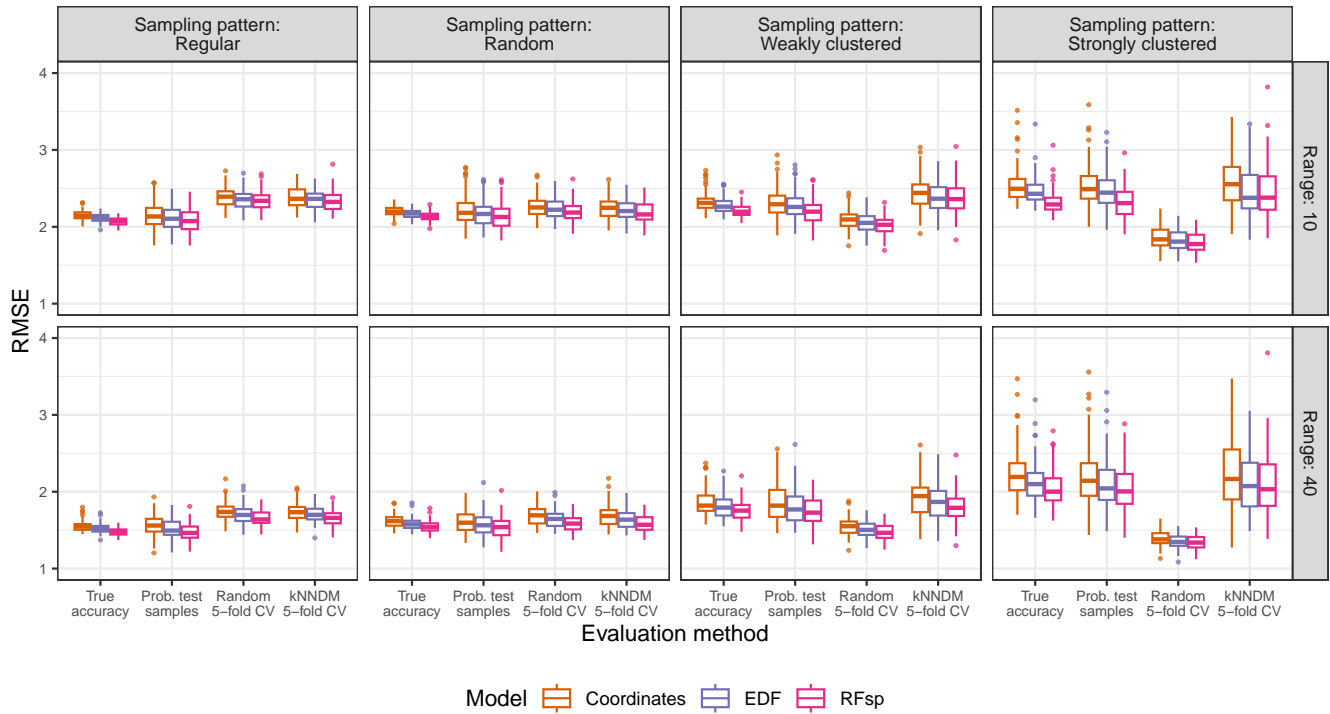 Sampling pattern:
Regular
Sampling pattern:
Random
Sampling pattern:
Weakly clustered
Sampling pattern:
Strongly clustered
RMSE
4
3
2
1
Range: 10
4
3
2
1
Range: 40
True
accuracy
Prob. test
samples
Random
5−fold CV
kNNDM
5−fold CV
True
accuracy
Prob. test
samples
Random
5−fold CV
kNNDM
5−fold CV
True
accuracy
Prob. test
samples
Random
5−fold CV
kNNDM
5−fold CV
True
accuracy
Prob. test
samples
Random
5−fold CV
kNNDM
5−fold CV
Evaluation method
Model Coordinates EDF RFsp